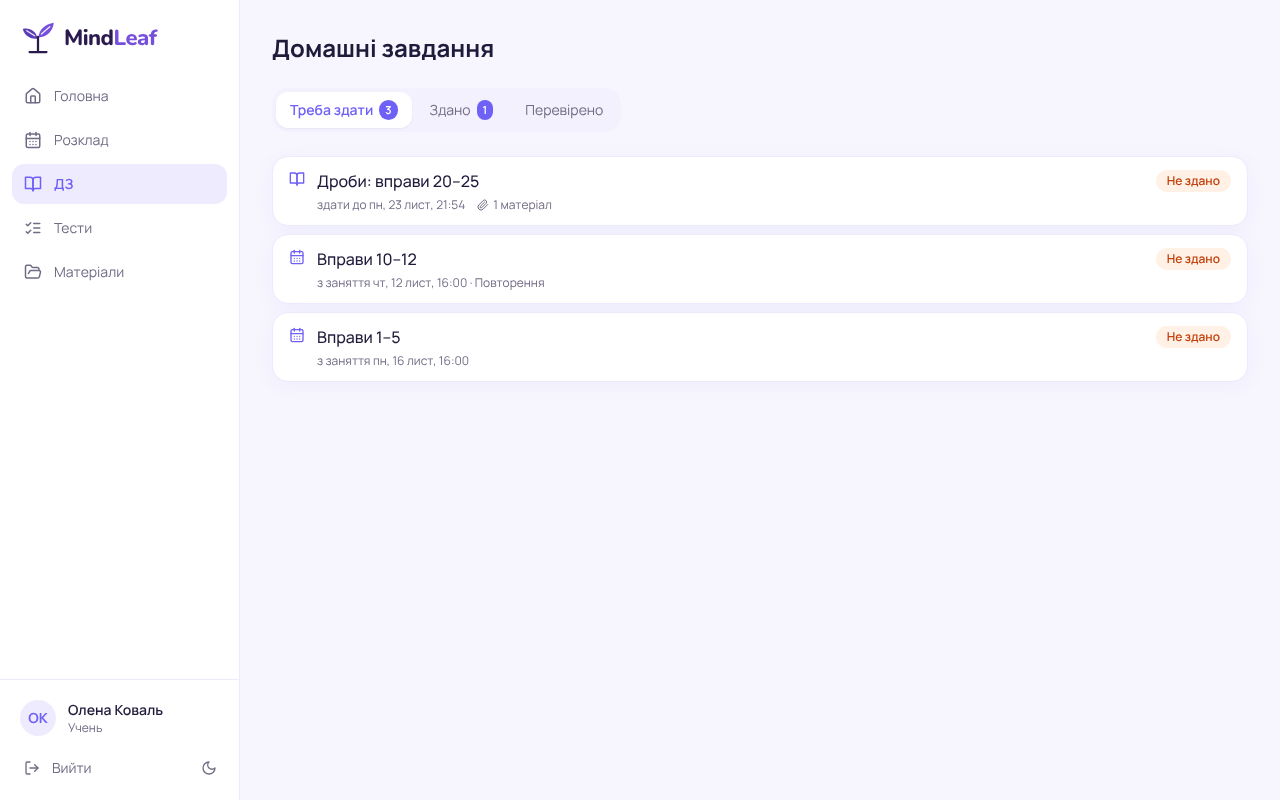 MindLeaf
Головна
Розклад
ДЗ
Тести
Матеріали
ОК
Олена Коваль
Учень
Вийти
Домашні завдання
Треба здати 3 Здано 1 Перевірено
Дроби: вправи 20–25 Не здано
здати до пн, 23 лист, 21:54 1 матеріал
Вправи 10–12 Не здано
з заняття чт, 12 лист, 16:00 · Повторення
Вправи 1–5 Не здано
з заняття пн, 16 лист, 16:00